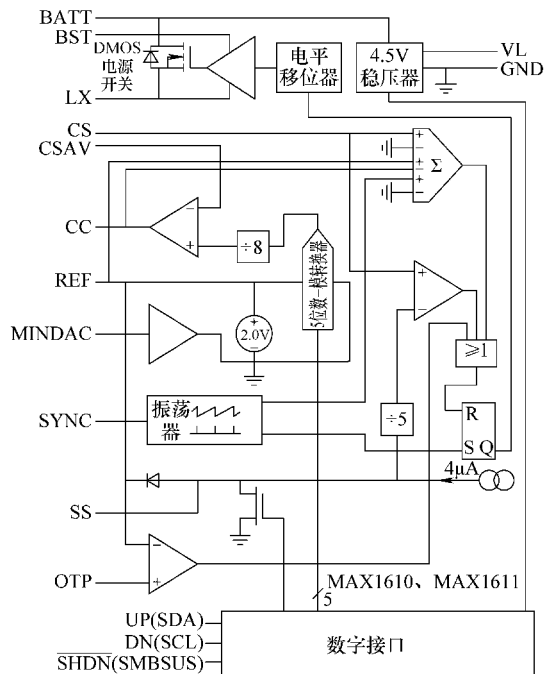 BATT
BST
DMOS
电源
开关
LX
电平
移位器
4.5V
稳压器
VL
GND
CS
CSAV
+
−
+
−
+
−
Σ
CC
−
+
÷8
5位数-模转换器
REF
+
−
MINDAC
+
2.0V
−
≥1
SYNC
振荡
器
÷5
R
S Q
4μA
SS
−
+
OTP
5
MAX1610、MAX1611
UP(SDA)
DN(SCL)
SHDN(SMBSUS)
数字接口